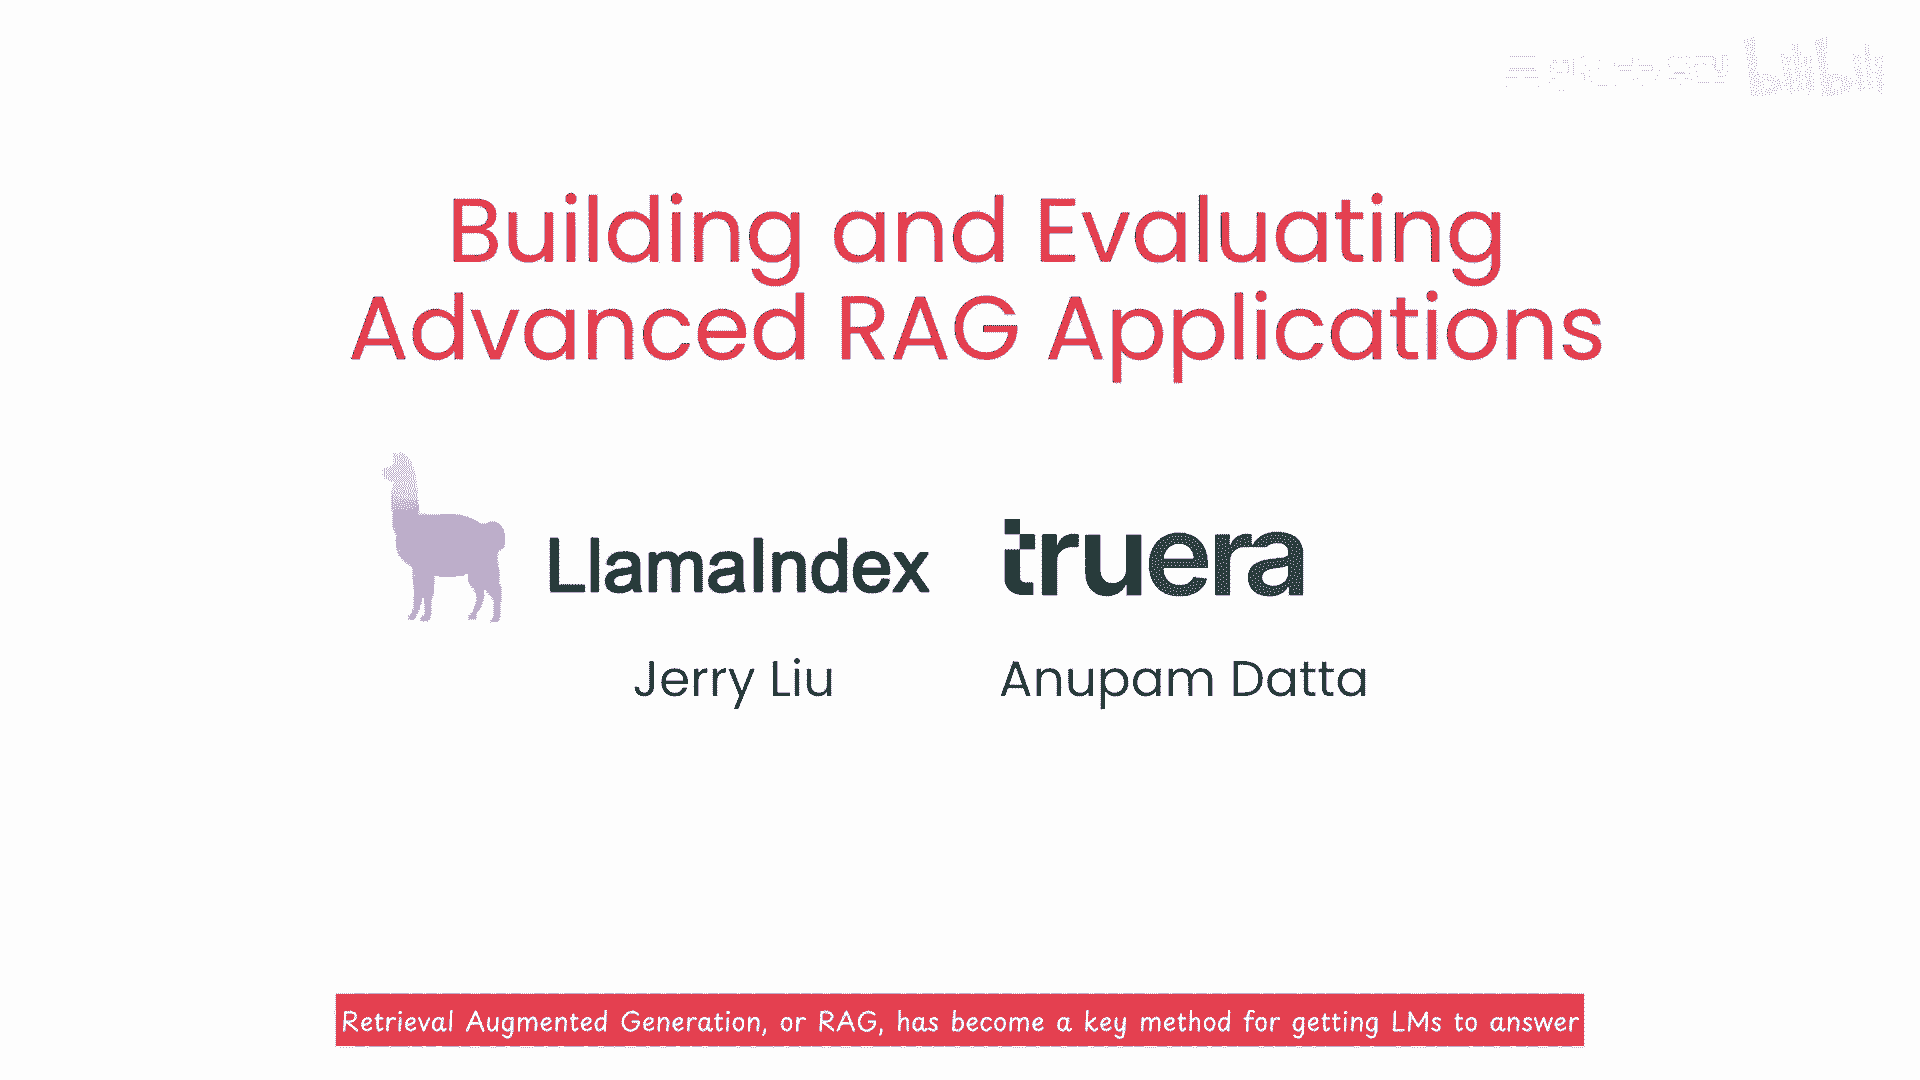 bilibili
Building and Evaluating
Advanced RAG Applications
LlamaIndex
truera
Jerry Liu
Anupam Datta
Retrieval Augmented Generation, or RAG, has become a key method for getting LMs to answer